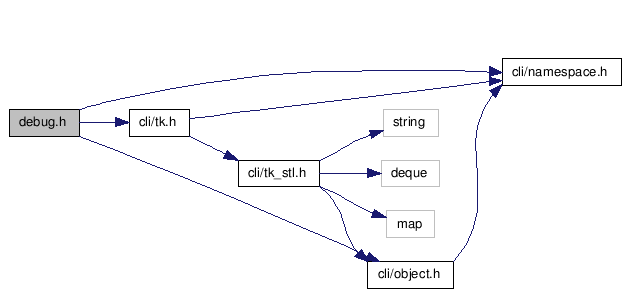 cli/namespace.h
debug.h
cli/tk.h
string
cli/tk_stl.h
deque
map
cli/object.h